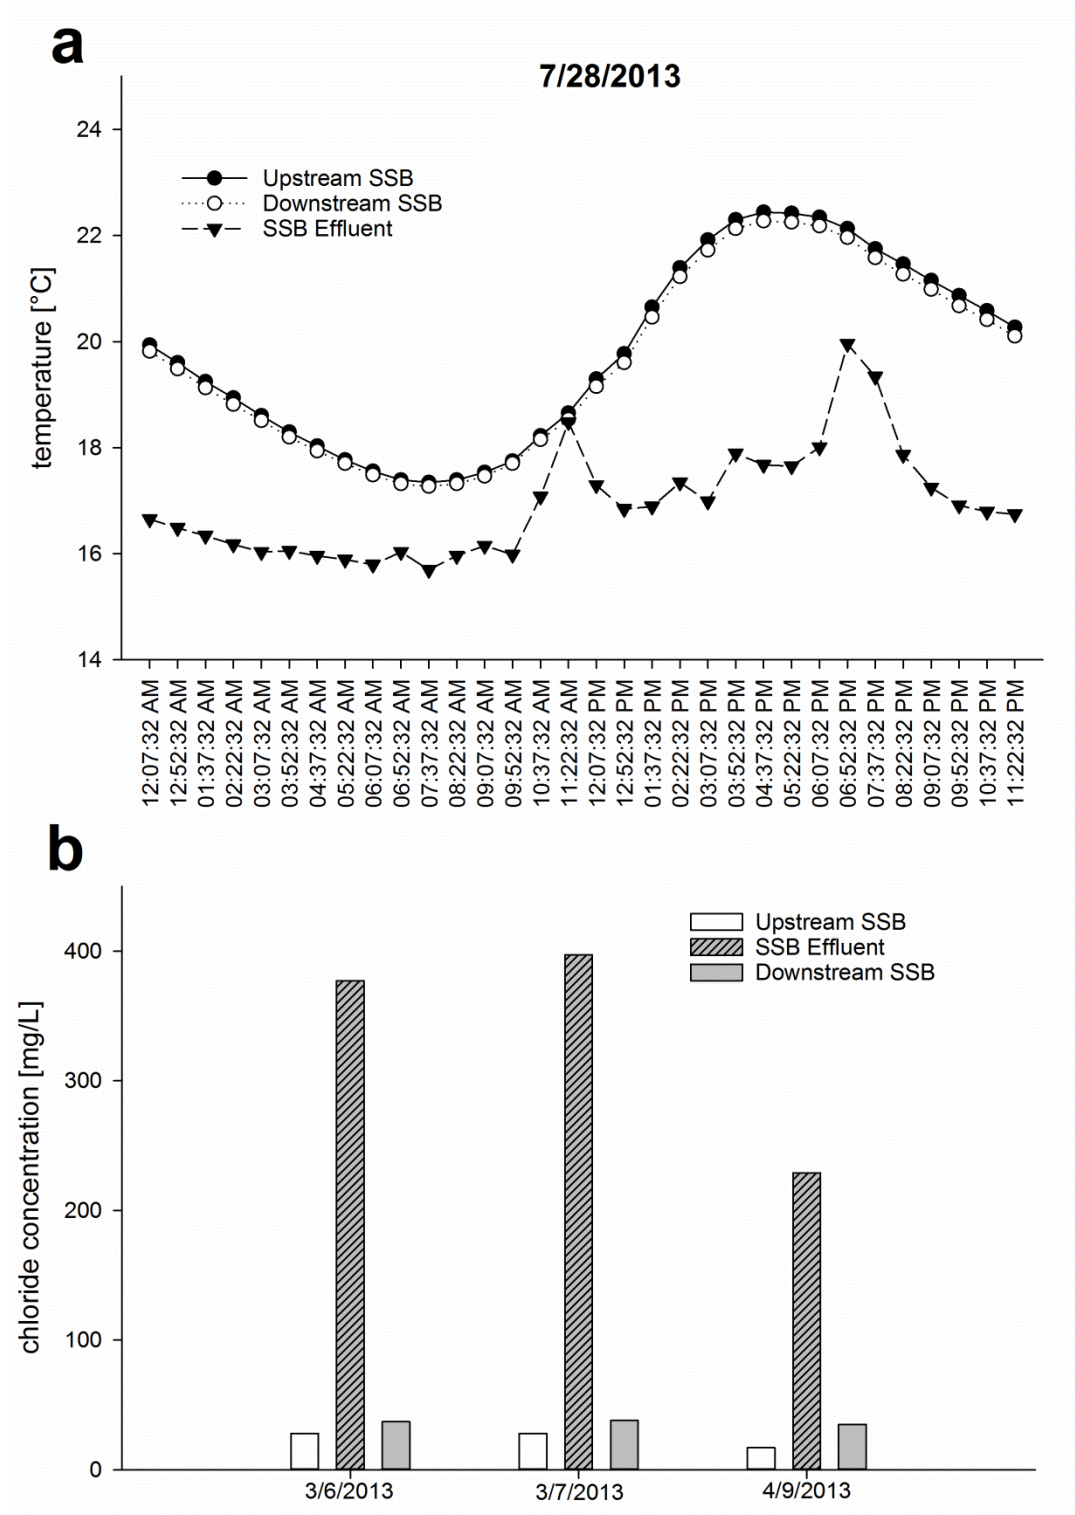 a
7/28/2013
24
22
20
18
16
14
temperature [°C]
Upstream SSB
Downstream SSB
SSB Effluent
12:07:32 AM
12:52:32 AM
01:37:32 AM
02:22:32 AM
03:07:32 AM
03:52:32 AM
04:37:32 AM
05:22:32 AM
06:07:32 AM
06:52:32 AM
07:37:32 AM
08:22:32 AM
09:07:32 AM
09:52:32 AM
10:37:32 AM
11:22:32 AM
12:07:32 PM
12:52:32 PM
01:37:32 PM
02:22:32 PM
03:07:32 PM
03:52:32 PM
04:37:32 PM
05:22:32 PM
06:07:32 PM
06:52:32 PM
07:37:32 PM
08:22:32 PM
09:07:32 PM
09:52:32 PM
10:37:32 PM
11:22:32 PM
b
Upstream SSB
SSB Effluent
Downstream SSB
400
300
200
100
0
chloride concentration [mg/L]
3/6/2013
3/7/2013
4/9/2013